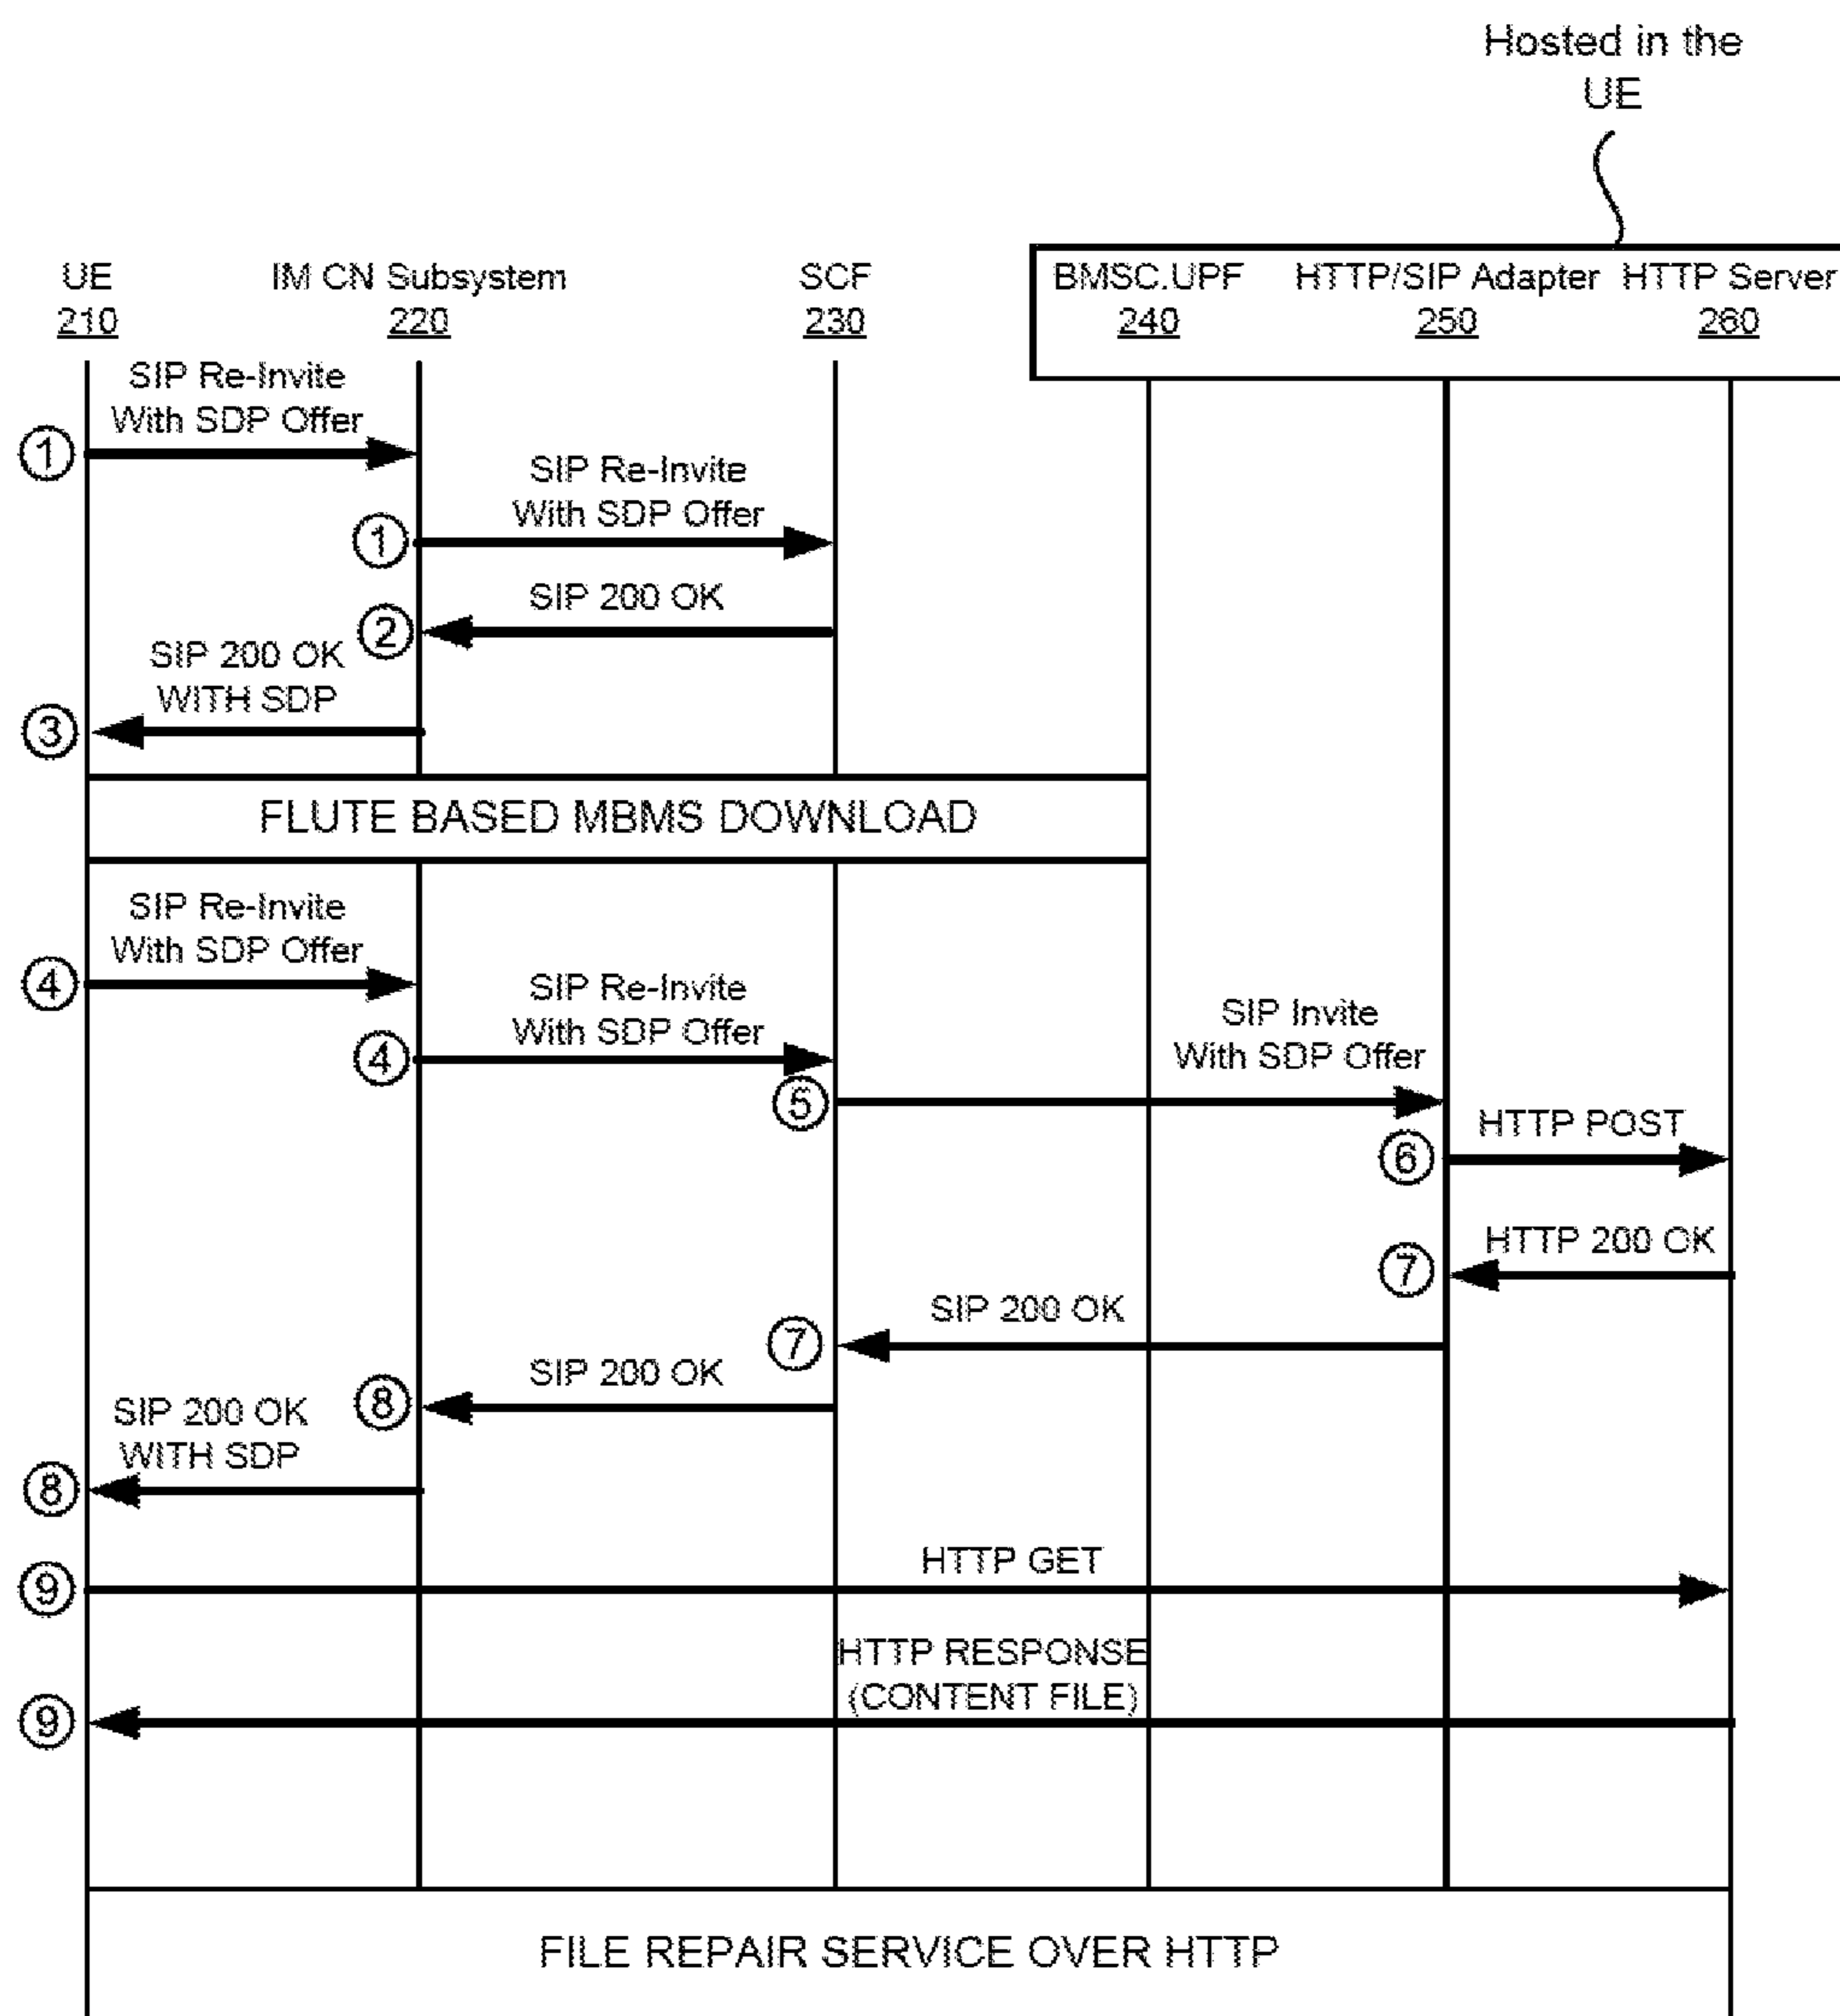 Hosted in the
UE
UE
210
IM CN Subsystem
220
SCF
230
BMSC.UPF
240
HTTP/SIP Adapter
250
HTTP Server
260
SIP Re-Invite
With SDP Offer
1
SIP Re-Invite
With SDP Offer
1
SIP 200 OK
2
SIP 200 OK
WITH SDP
3
FLUTE BASED MBMS DOWNLOAD
SIP Re-Invite
With SDP Offer
4
SIP Re-Invite
With SDP Offer
4
SIP Invite
With SDP Offer
5
HTTP POST
6
HTTP 200 OK
7
SIP 200 OK
7
SIP 200 OK
8
SIP 200 OK
WITH SDP
8
HTTP GET
9
HTTP RESPONSE
(CONTENT FILE)
9
FILE REPAIR SERVICE OVER HTTP